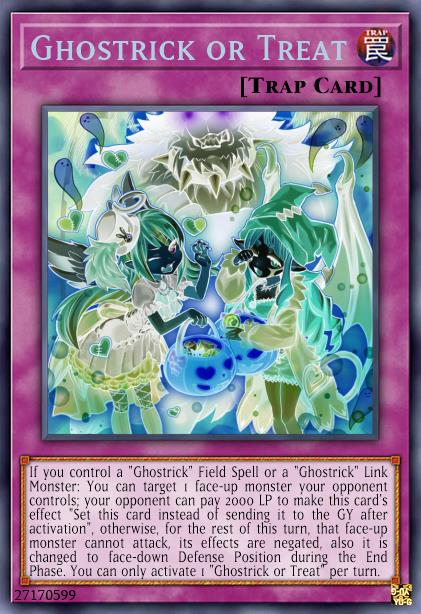 Ghostrick or Treat
TRAP
罠
[Trap Card]
If you control a "Ghostrick" Field Spell or a "Ghostrick" Link
Monster: You can target 1 face-up monster your opponent
controls; your opponent can pay 2000 LP to make this card's
effect "Set this card instead of sending it to the GY after
activation", otherwise, for the rest of this turn, that face-up
monster cannot attack, its effects are negated, also it is
changed to face-down Defense Position during the End
Phase. You can only activate 1 "Ghostrick or Treat" per turn.
27170599